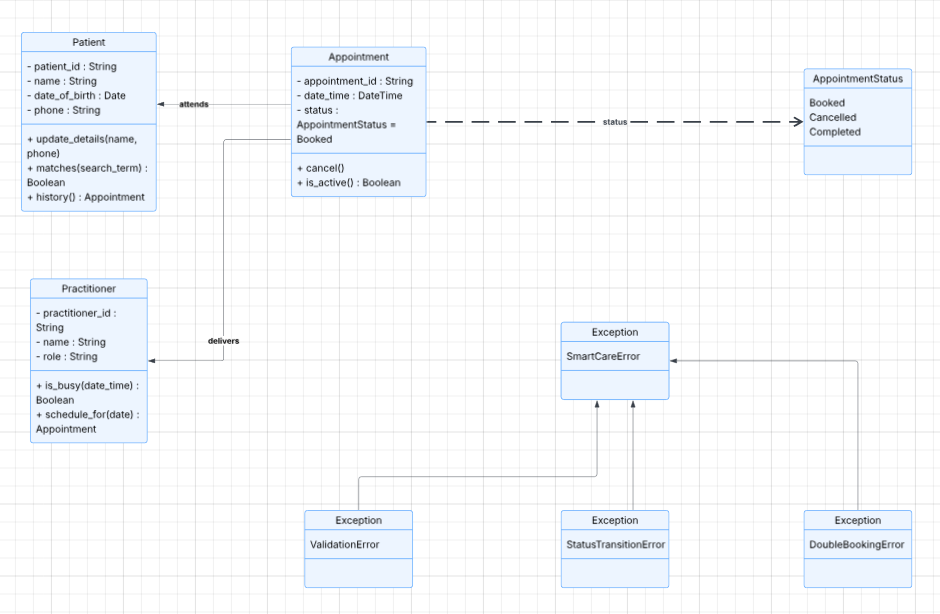 Patient
- patient_id : String
- name : String
- date_of_birth : Date
- phone : String
+ update_details(name,
phone)
+ matches(search_term) :
Boolean
+ history() : Appointment
attends
Appointment
- appointment_id : String
- date_time : DateTime
- status :
AppointmentStatus =
Booked
+ cancel()
+ is_active() : Boolean
status
AppointmentStatus
Booked
Cancelled
Completed
Practitioner
- practitioner_id :
String
- name : String
- role : String
+ is_busy(date_time) :
Boolean
+ schedule_for(date) :
Appointment
delivers
Exception
SmartCareError
Exception
ValidationError
Exception
StatusTransitionError
Exception
DoubleBookingError